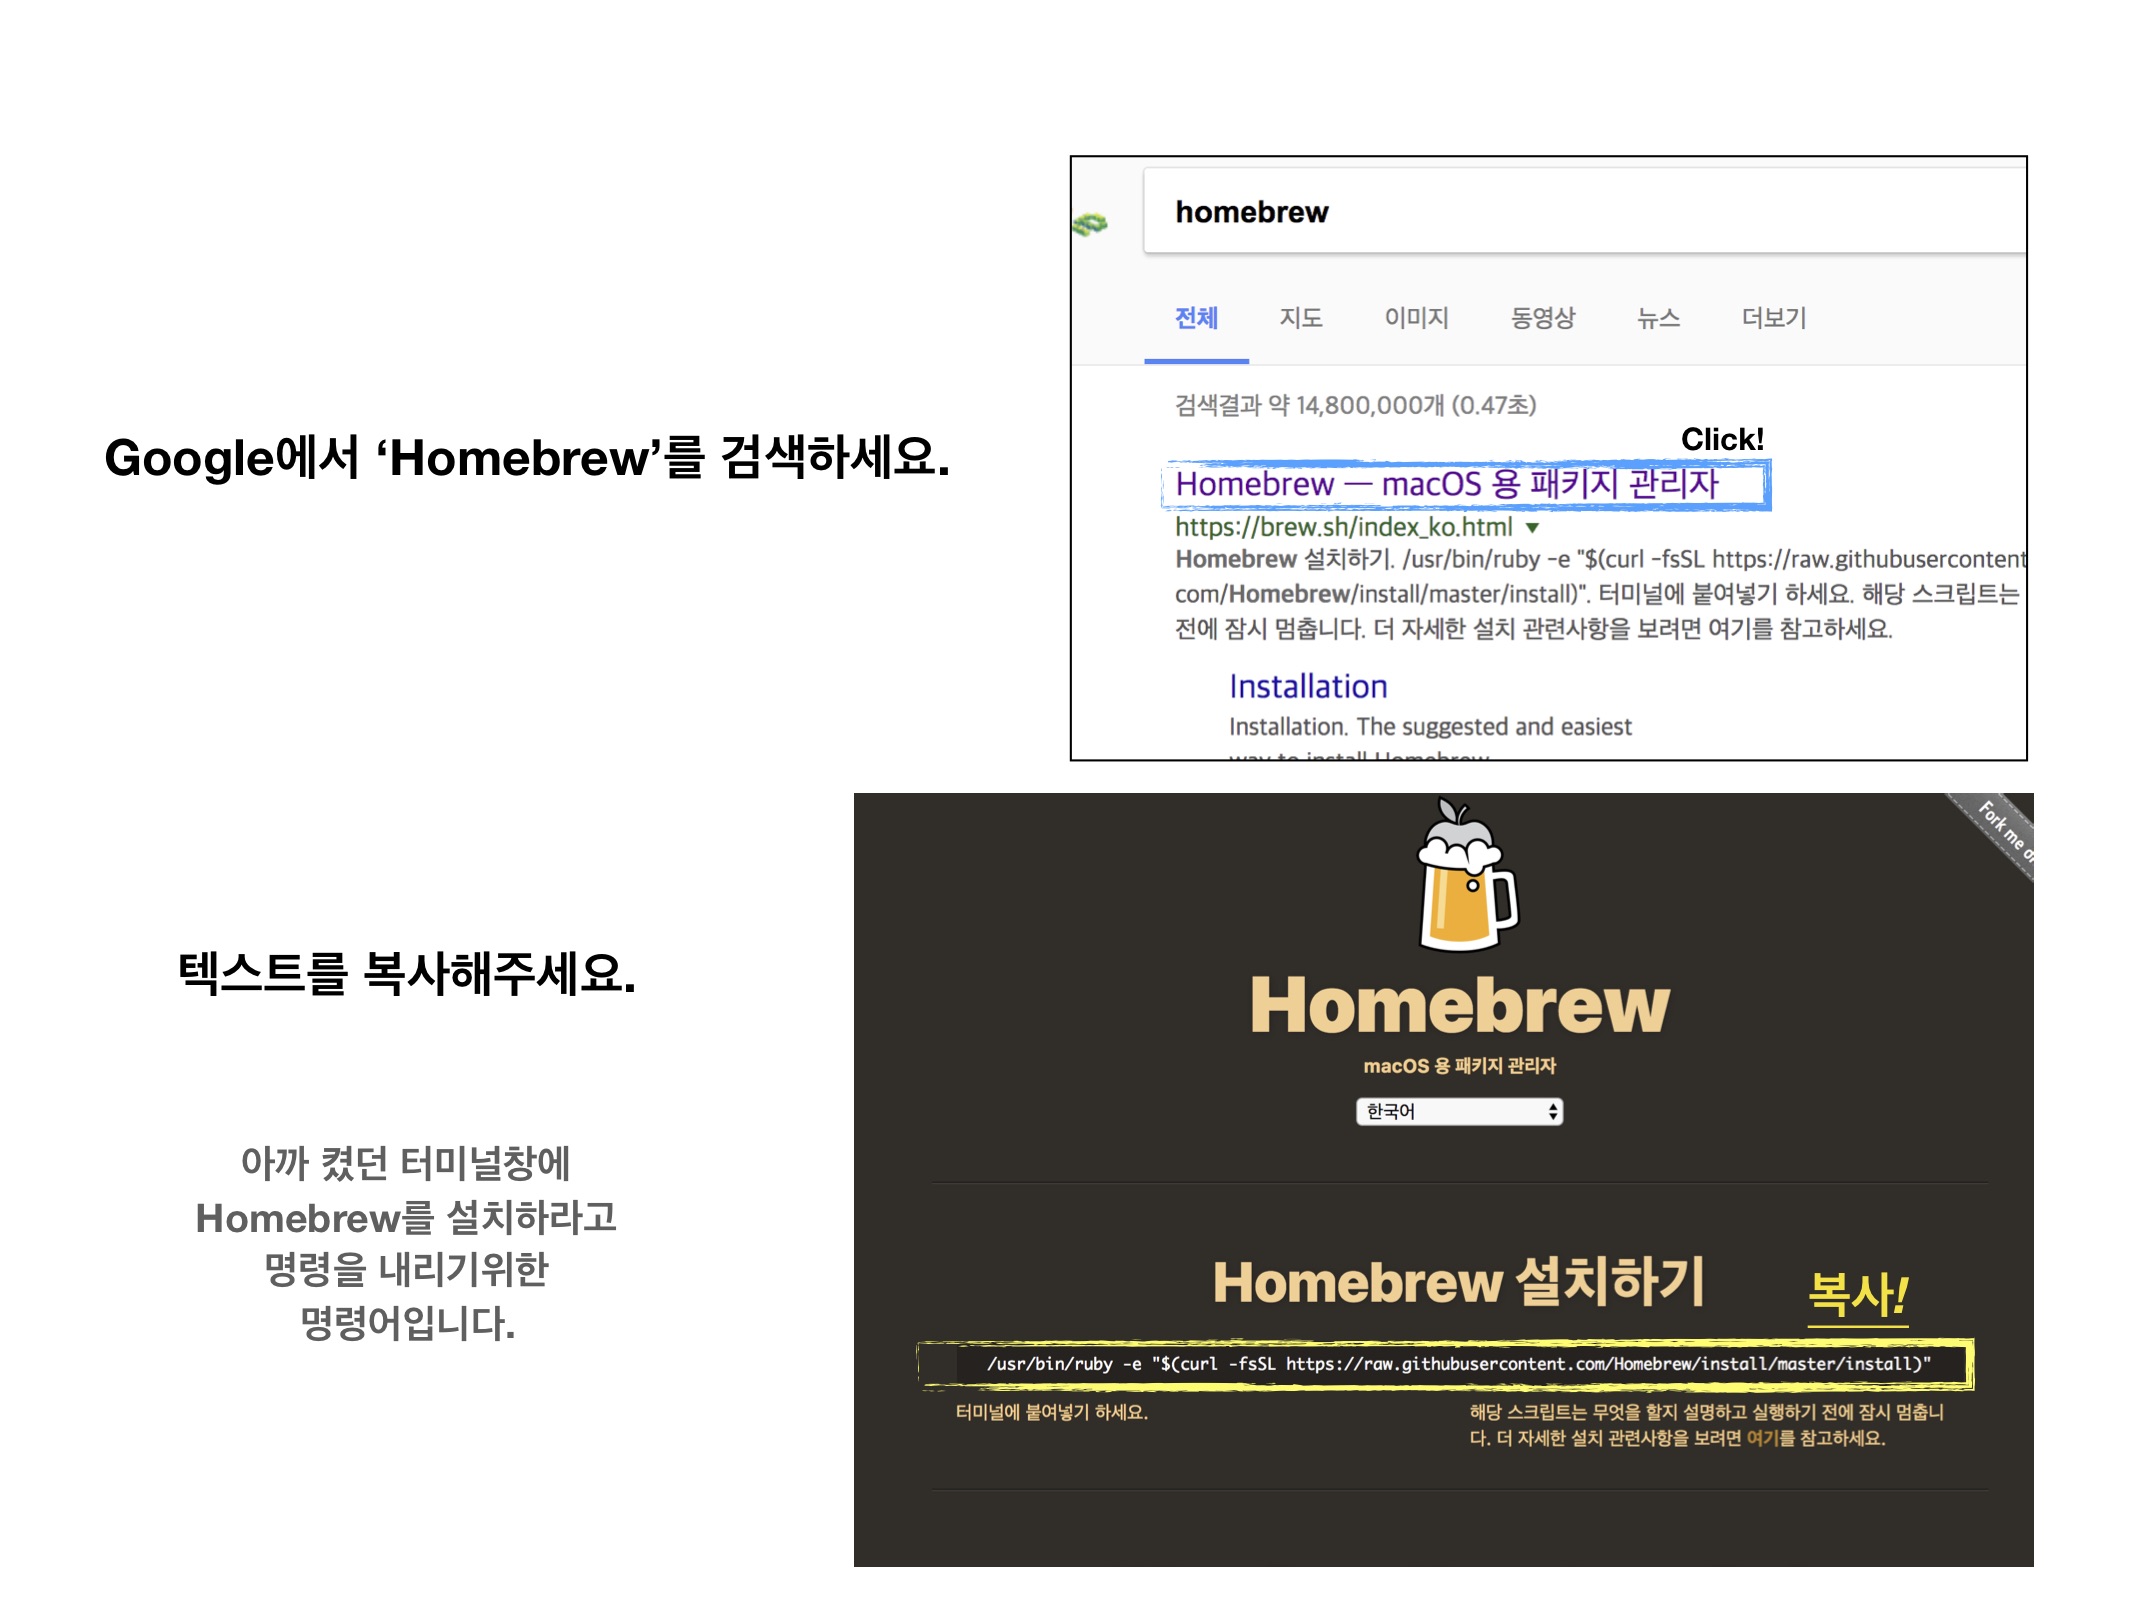 homebrew
전체 지도 이미지 동영상 뉴스 더보기
검색결과 약 14,800,000개 (0.47초)
Click!
Google에서 ‘Homebrew’를 검색하세요.
Homebrew — macOS 용 패키지 관리자
https://brew.sh/index_ko.html
Homebrew 설치하기. /usr/bin/ruby -e "$(curl -fsSL https://raw.githubusercontent
com/Homebrew/install/master/install)". 터미널에 붙여넣기 하세요. 해당 스크립트는
전에 잠시 멈춥니다. 더 자세한 설치 관련사항을 보려면 여기를 참고하세요.
Installation
Installation. The suggested and easiest
way to install Homebrew
Fork me on
텍스트를 복사해주세요.
아까 켰던 터미널창에
Homebrew를 설치하라고
명령을 내리기위한
명령어입니다.
Homebrew
macOS 용 패키지 관리자
한국어
Homebrew 설치하기
복사!
/usr/bin/ruby -e "$(curl -fsSL https://raw.githubusercontent.com/Homebrew/install/master/install)"
터미널에 붙여넣기 하세요.
해당 스크립트는 무엇을 할지 설명하고 실행하기 전에 잠시 멈춥니
다. 더 자세한 설치 관련사항을 보려면 여기를 참고하세요.